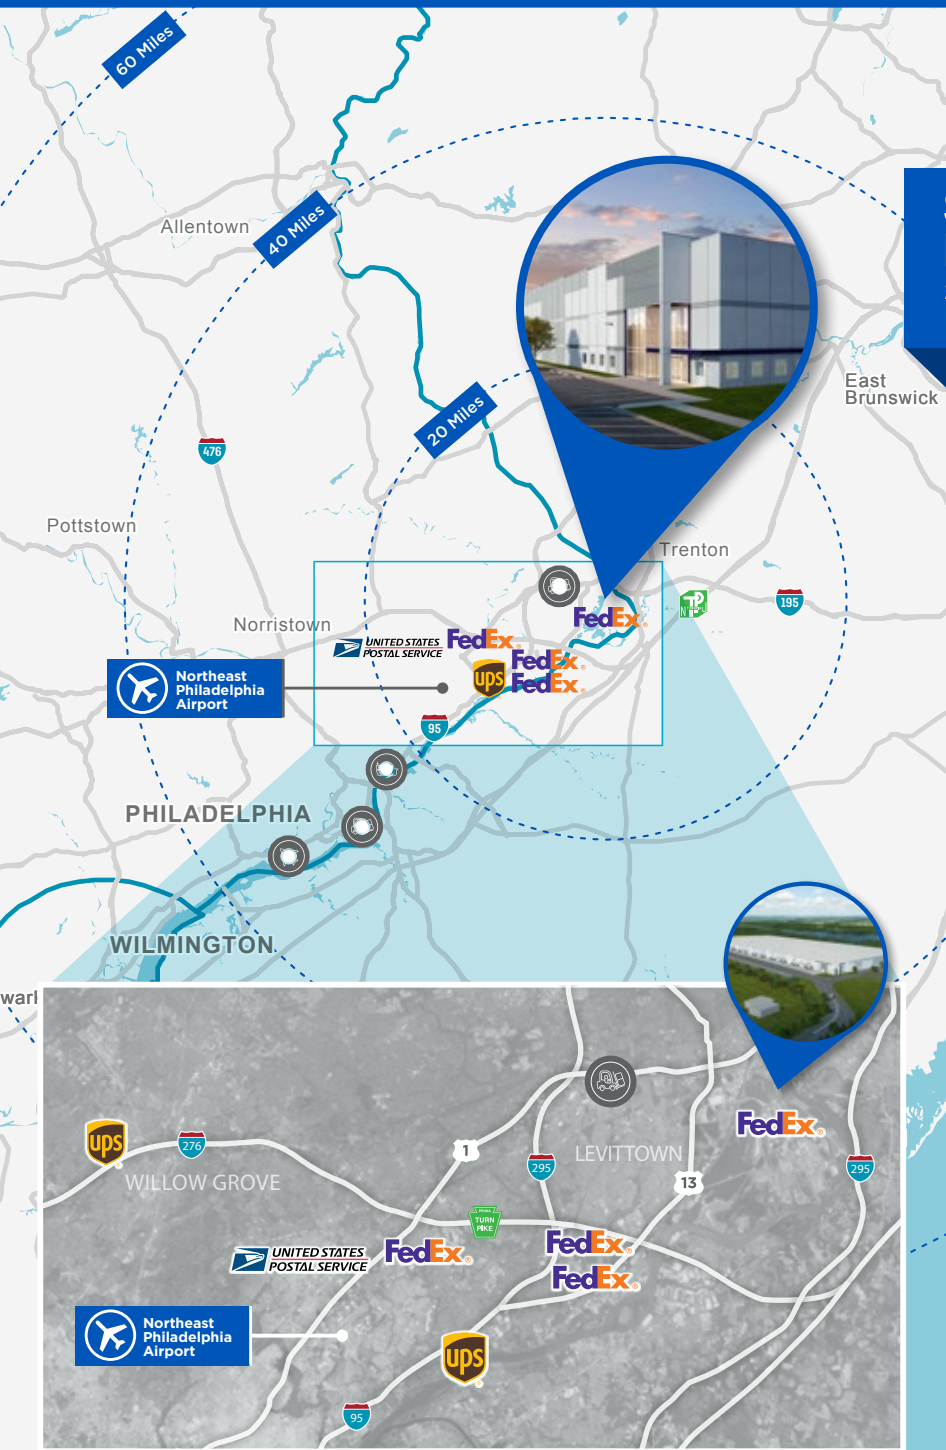 60 Miles
Allentown
40 Miles
East
Brunswick
20 Miles
476
Pottstown
Trenton
Norristown
195
FedEx®
UNITED STATES
POSTAL SERVICE
FedEx®
FedEx®
ups
FedEx®
Northeast
Philadelphia
Airport
95
PHILADELPHIA
WILMINGTON
wark
FedEx®
ups
276
1
LEVITTOWN
295
295
WILLOW GROVE
13
TURN
PIKE
UNITED STATES
POSTAL SERVICE
FedEx®
FedEx®
FedEx®
Northeast
Philadelphia
Airport
ups
95